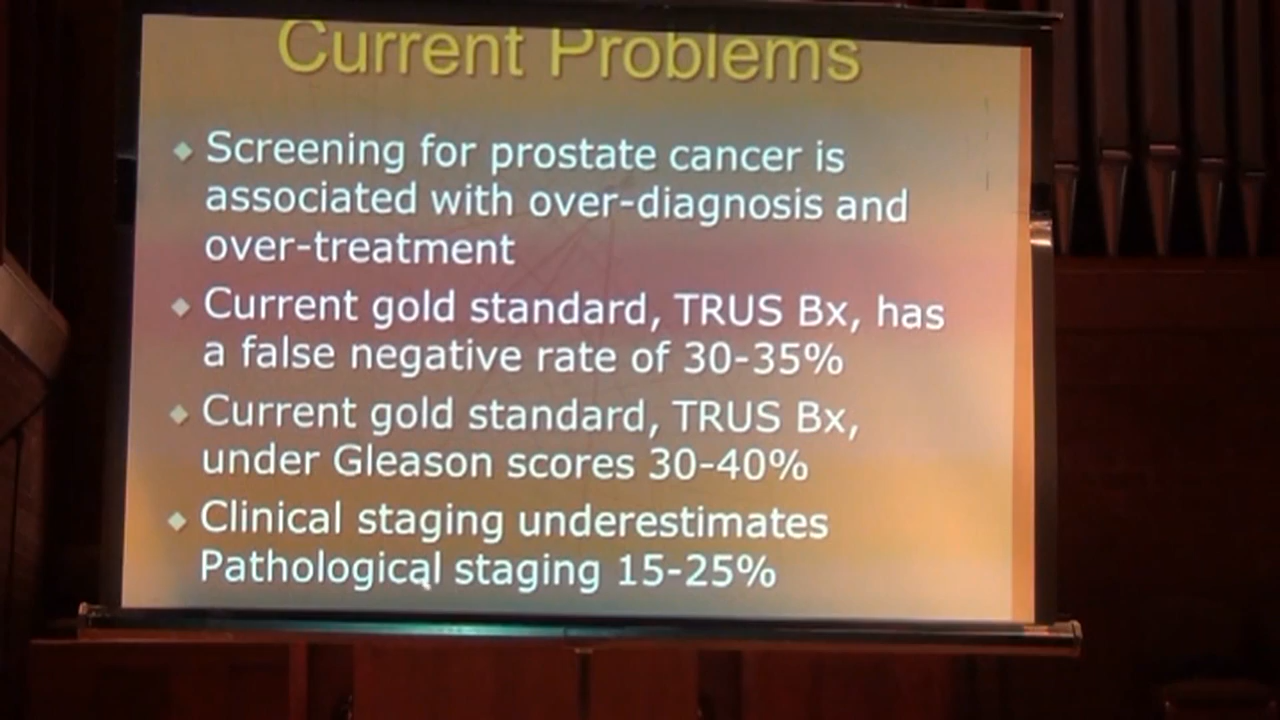 Current Problems
Screening for prostate cancer is
associated with over-diagnosis and
over-treatment
Current gold standard, TRUS Bx, has
a false negative rate of 30-35%
Current gold standard, TRUS Bx,
under Gleason scores 30-40%
Clinical staging underestimates
Pathological staging 15-25%